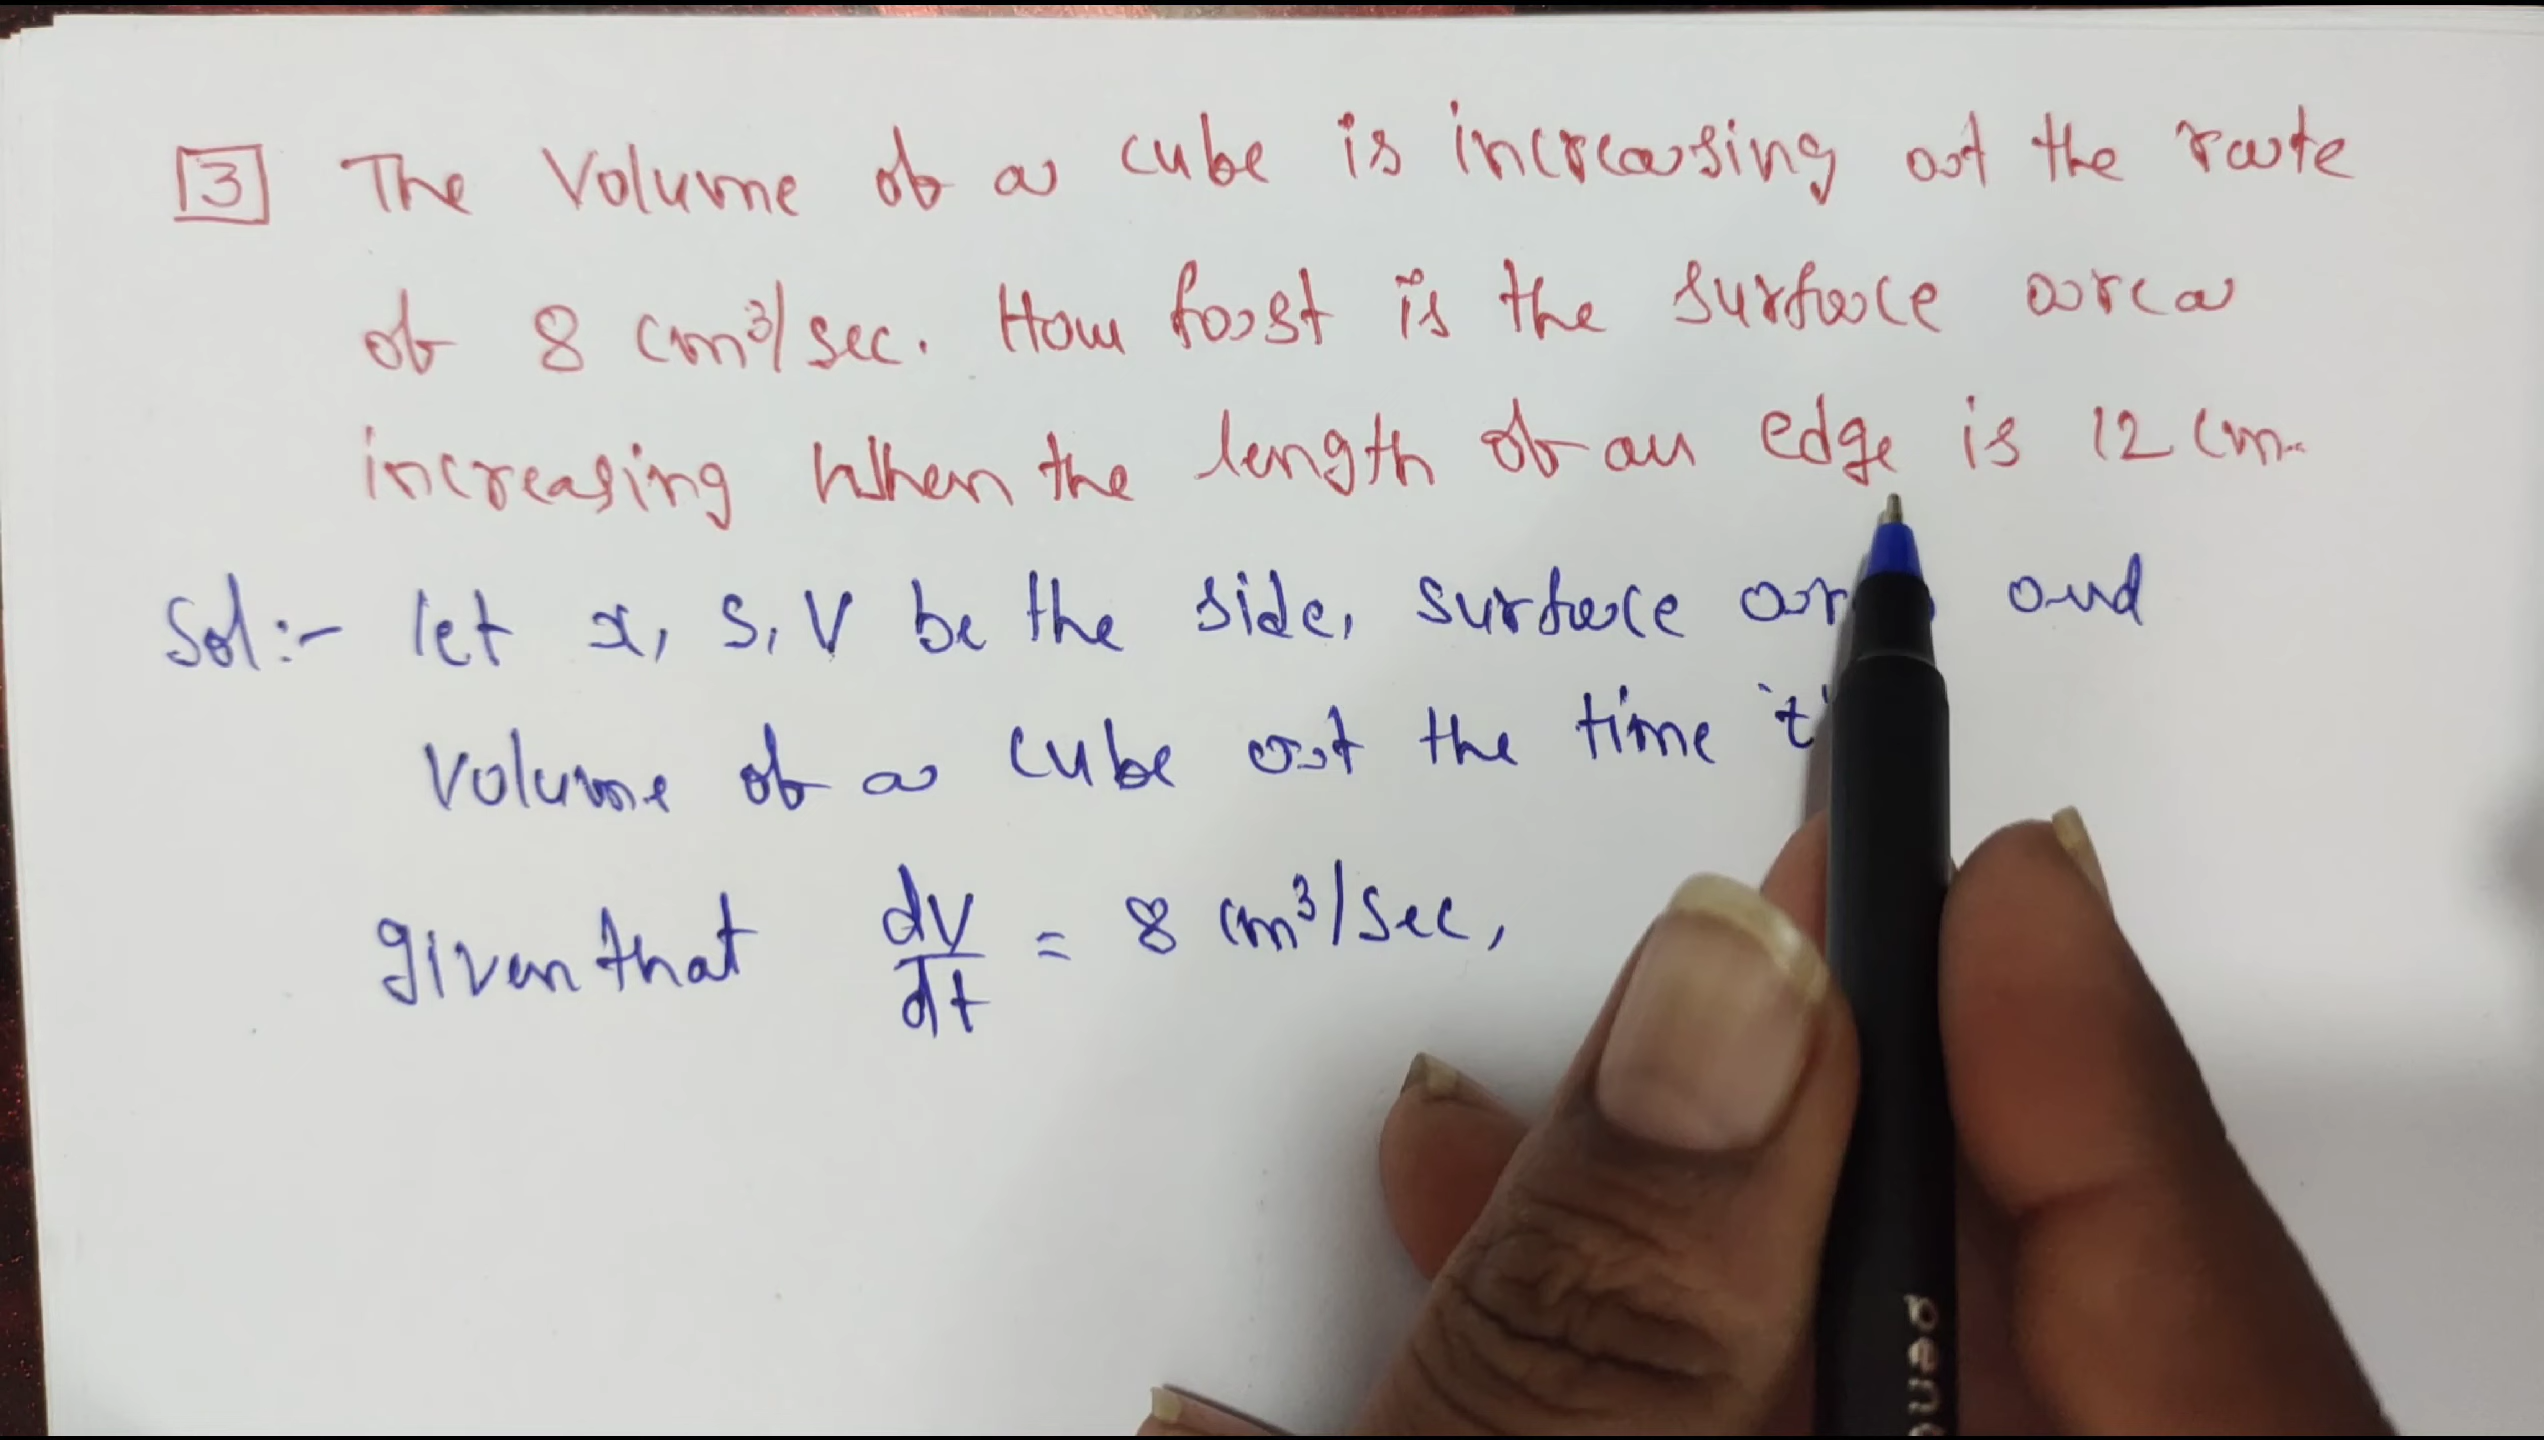 3 The Volume of a cube is increasing at the rate
of 8 cm³/sec. How fast is the surface area
increasing when the length of an edge is 12 cm.
Sol:- let x, S, V be the side, surface and
Volume of a cube at the time 't'
given that dV/dt = 8 cm³/sec,